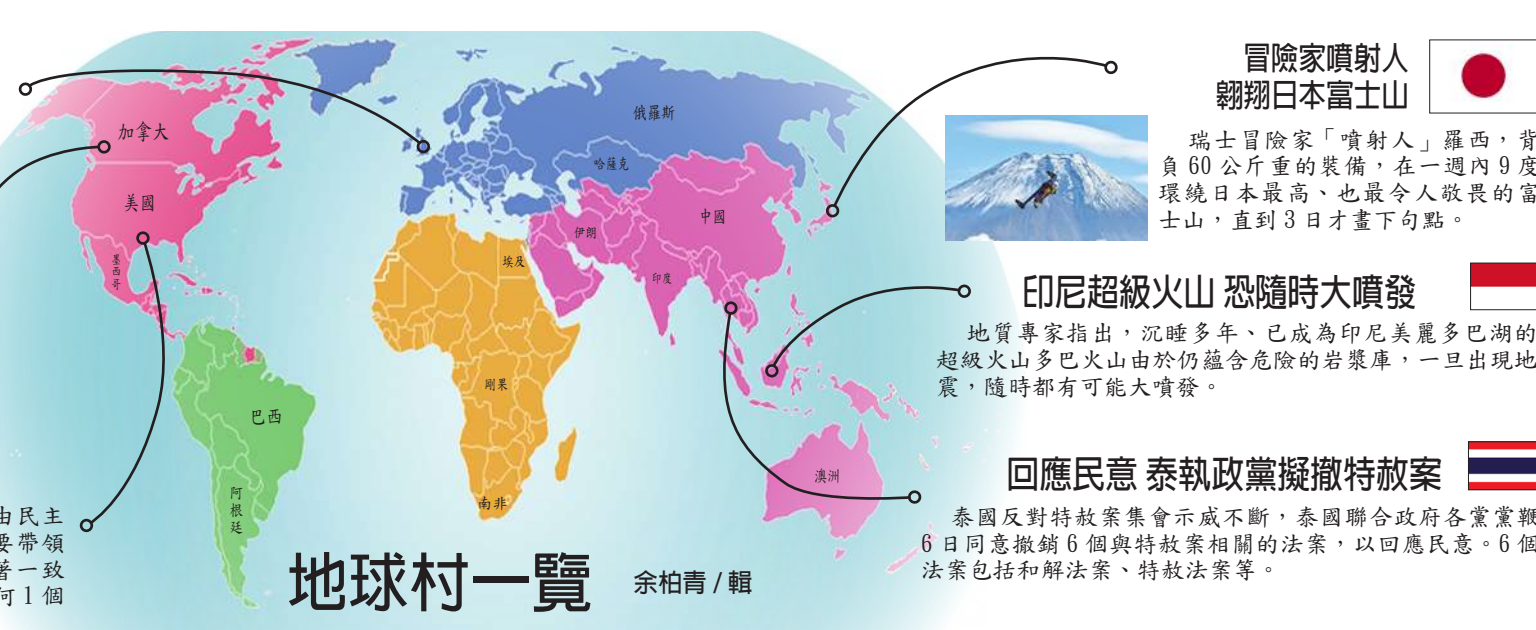 冒險家噴射人
翱翔日本富士山
瑞士冒險家「噴射人」羅西，背
負 60 公斤重的裝備，在一週內 9 度
環繞日本最高、也最令人敬畏的富
士山，直到 3 日才畫下句點。
印尼超級火山 恐隨時大噴發
地質專家指出，沉睡多年、已成為印尼美麗多巴湖的
超級火山多巴火山由於仍蘊含危險的岩漿庫，一旦出現地
震，隨時都有可能大噴發。
回應民意 泰執政黨擬撤特赦案
泰國反對特赦案集會示威不斷，泰國聯合政府各黨黨鞭
6 日同意撤銷 6 個與特赦案相關的法案，以回應民意。6 個
法案包括和解法案、特赦法案等。
加拿大
美國
墨西哥
巴西
阿根廷
俄羅斯
哈薩克
中國
伊朗
印度
埃及
剛果
南非
澳洲
由民主
要帶領
著一致
何 1 個
地球村一覽
余柏青 / 輯